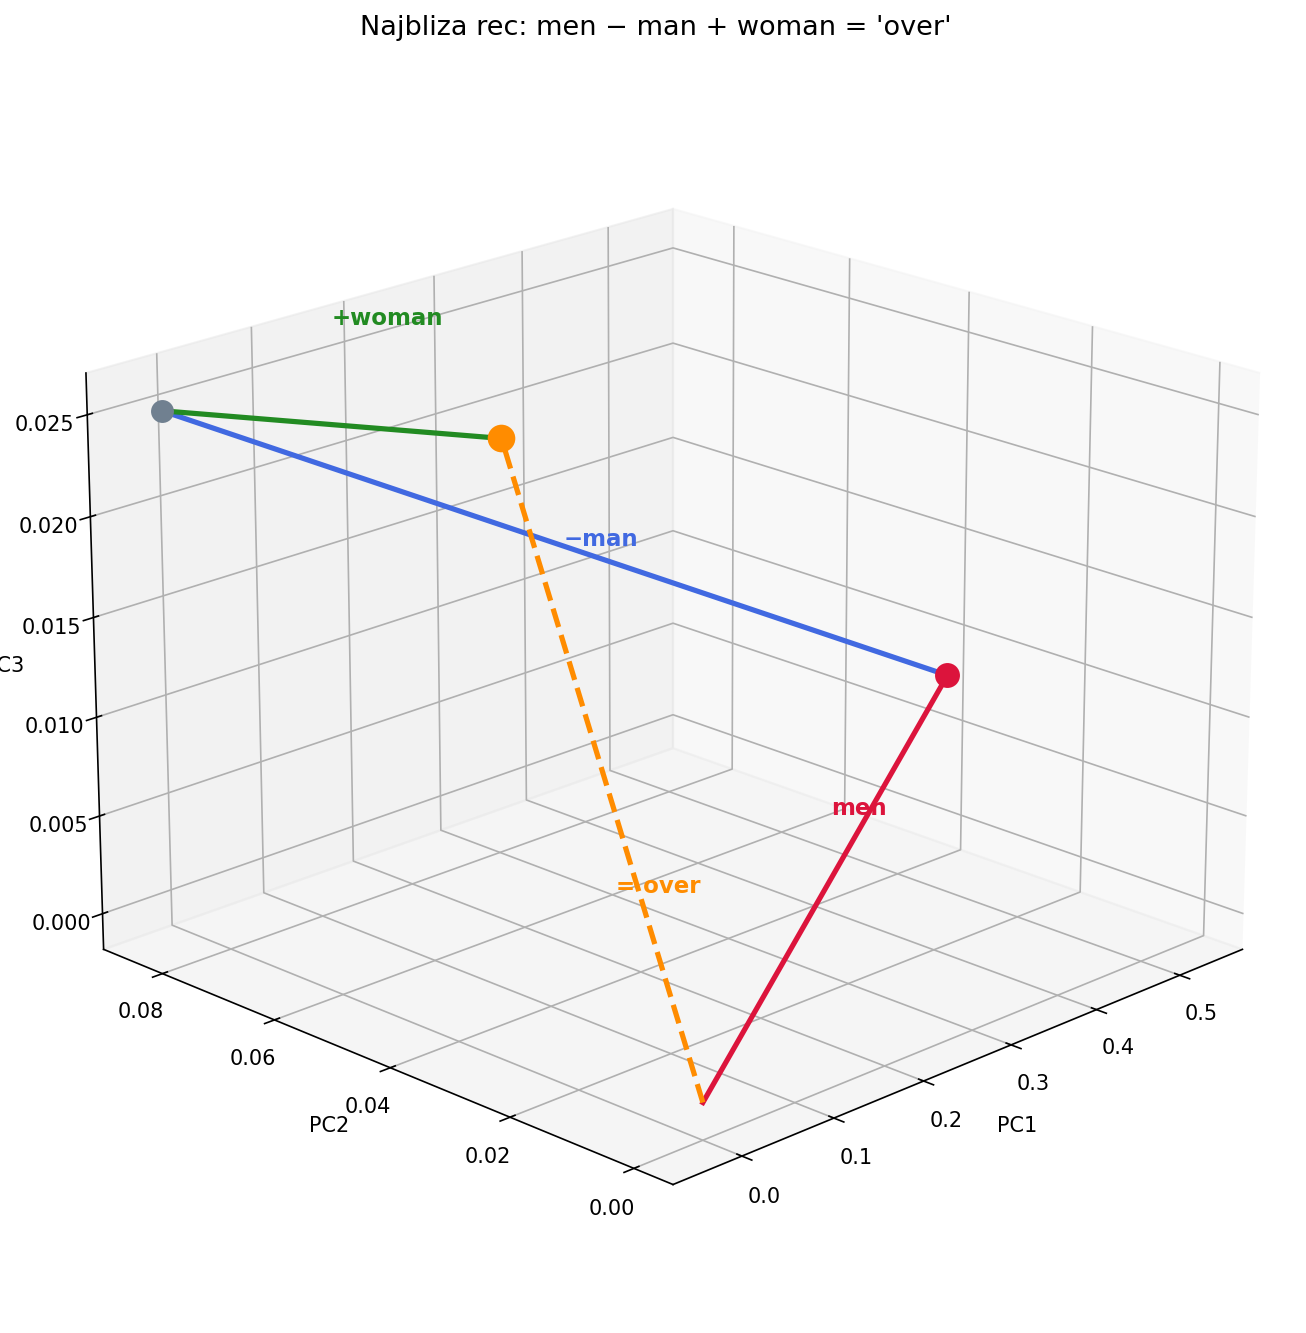 Najbliza rec: men − man + woman = 'over'
+woman
0.025
0.020
−man
0.015
C3
0.010
men
0.005
= over
0.000
0.08
0.5
0.06
0.4
0.04
0.3
PC2
0.2
PC1
0.02
0.1
0.00
0.0